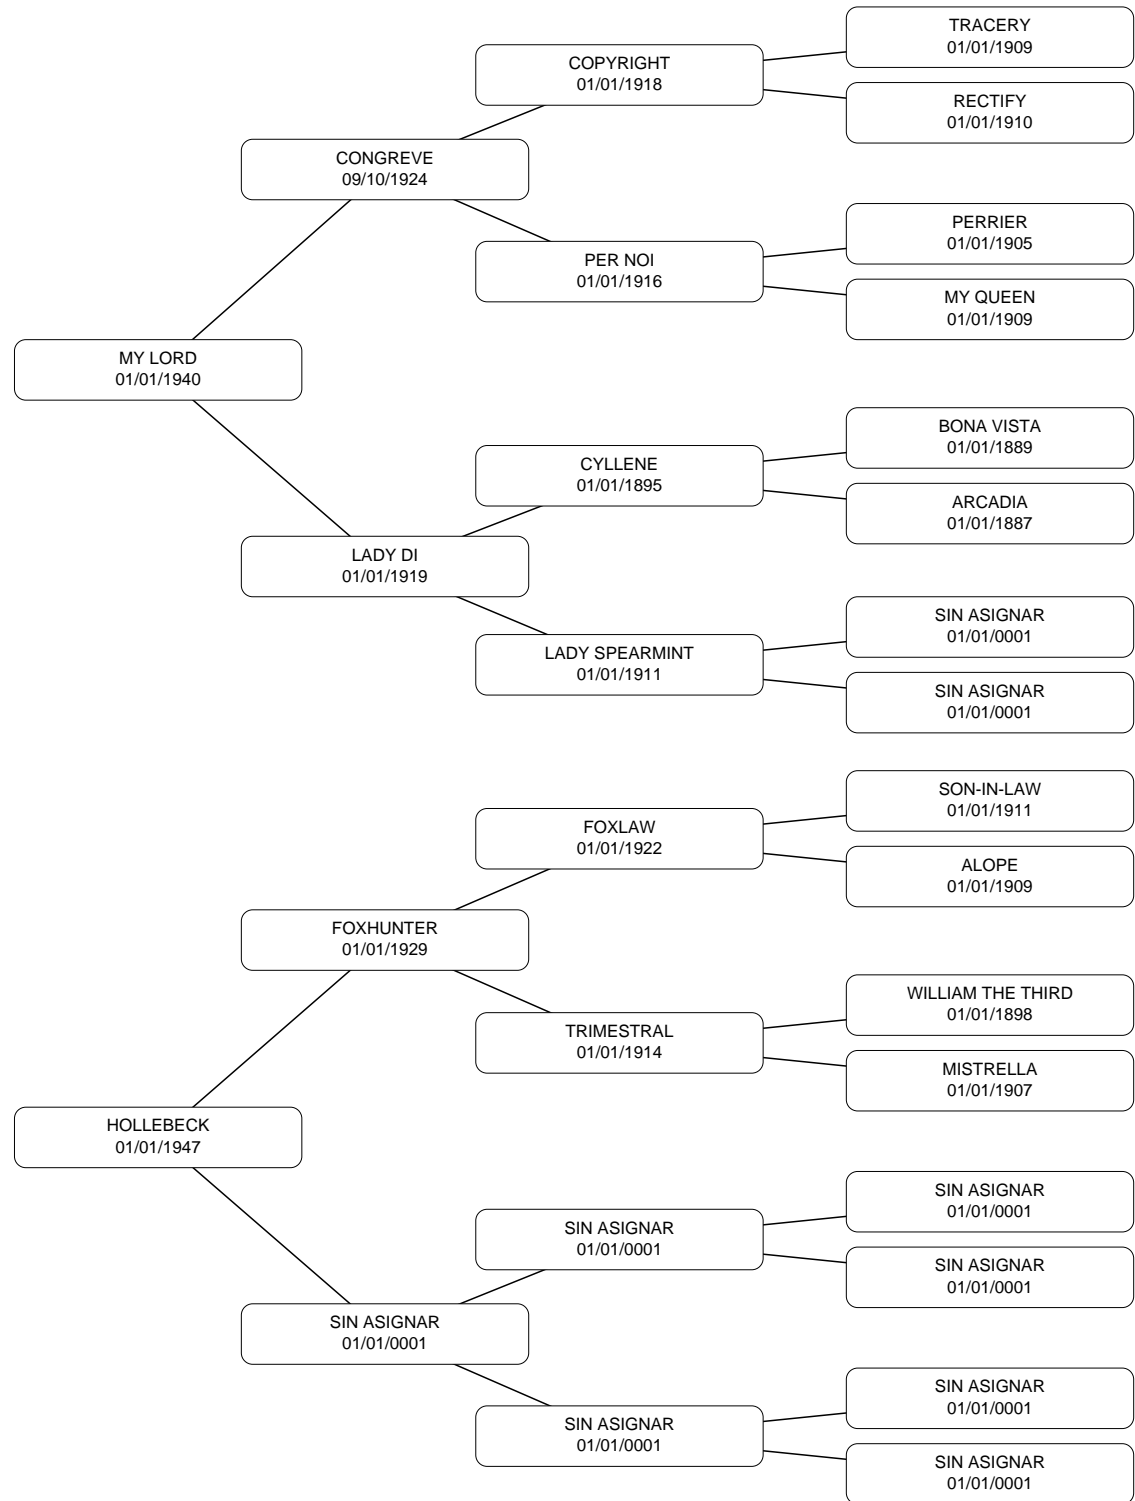 TRACERY
01/01/1909
COPYRIGHT
01/01/1918
RECTIFY
01/01/1910
CONGREVE
09/10/1924
PERRIER
01/01/1905
PER NOI
01/01/1916
MY QUEEN
01/01/1909
MY LORD
01/01/1940
BONA VISTA
01/01/1889
CYLLENE
01/01/1895
ARCADIA
01/01/1887
LADY DI
01/01/1919
SIN ASIGNAR
01/01/0001
LADY SPEARMINT
01/01/1911
SIN ASIGNAR
01/01/0001
SON-IN-LAW
01/01/1911
FOXLAW
01/01/1922
ALOPE
01/01/1909
FOXHUNTER
01/01/1929
WILLIAM THE THIRD
01/01/1898
TRIMESTRAL
01/01/1914
MISTRELLA
01/01/1907
HOLLEBECK
01/01/1947
SIN ASIGNAR
01/01/0001
SIN ASIGNAR
01/01/0001
SIN ASIGNAR
01/01/0001
SIN ASIGNAR
01/01/0001
SIN ASIGNAR
01/01/0001
SIN ASIGNAR
01/01/0001
SIN ASIGNAR
01/01/0001